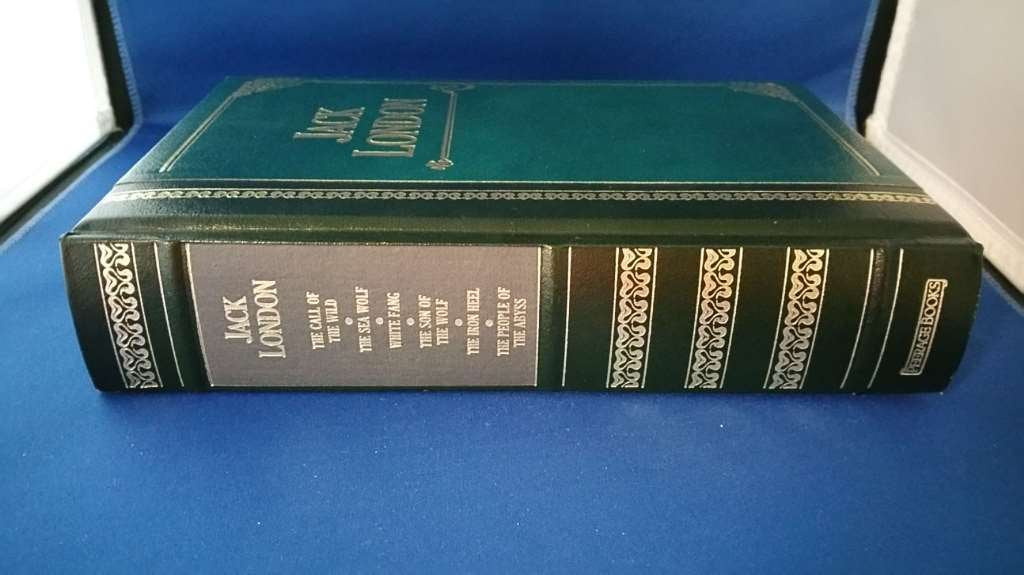 JACK
LONDON
JACK
LONDON
THE CALL OF
THE WILD
THE SEA WOLF
WHITE FANG
THE SON OF
THE WOLF
THE IRON HEEL
THE PEOPLE OF
THE ABYSS
HERITAGE BOOKS